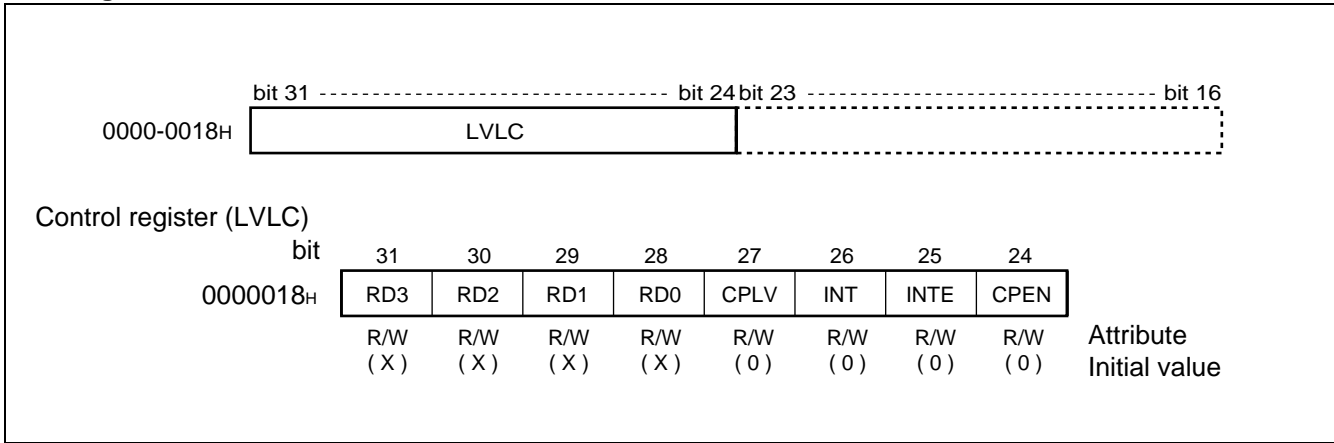 bit 31 - - - - - - - - - - - - - - - - - - - - - - - - - - - - - - - - bit 24 bit 23 - - - - - - - - - - - - - - - - - - - - - - - - - - - - - - - - bit 16
0000-0018H LVLC
Control register (LVLC)
bit 31 30 29 28 27 26 25 24
0000018H RD3 RD2 RD1 RD0 CPLV INT INTE CPEN
R/W R/W R/W R/W R/W R/W R/W R/W Attribute
( X ) ( X ) ( X ) ( X ) ( 0 ) ( 0 ) ( 0 ) ( 0 ) Initial value